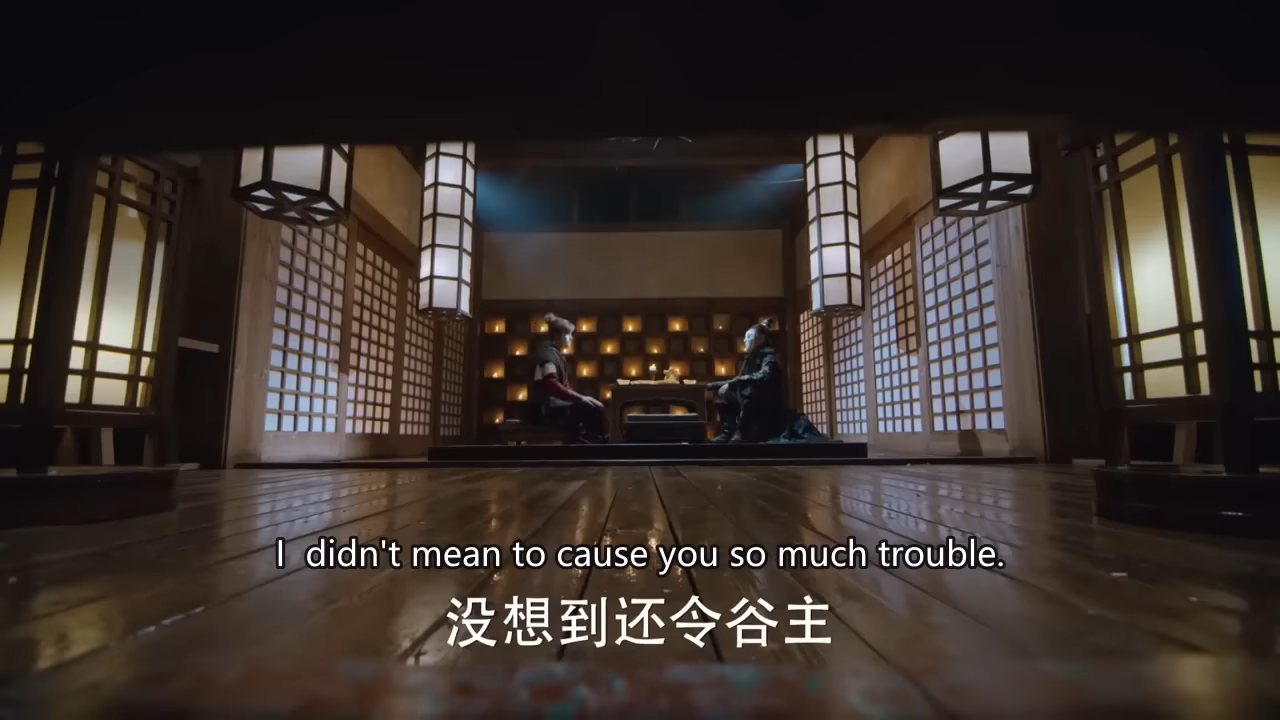 I didn't mean to cause you so much trouble.
没想到还令谷主